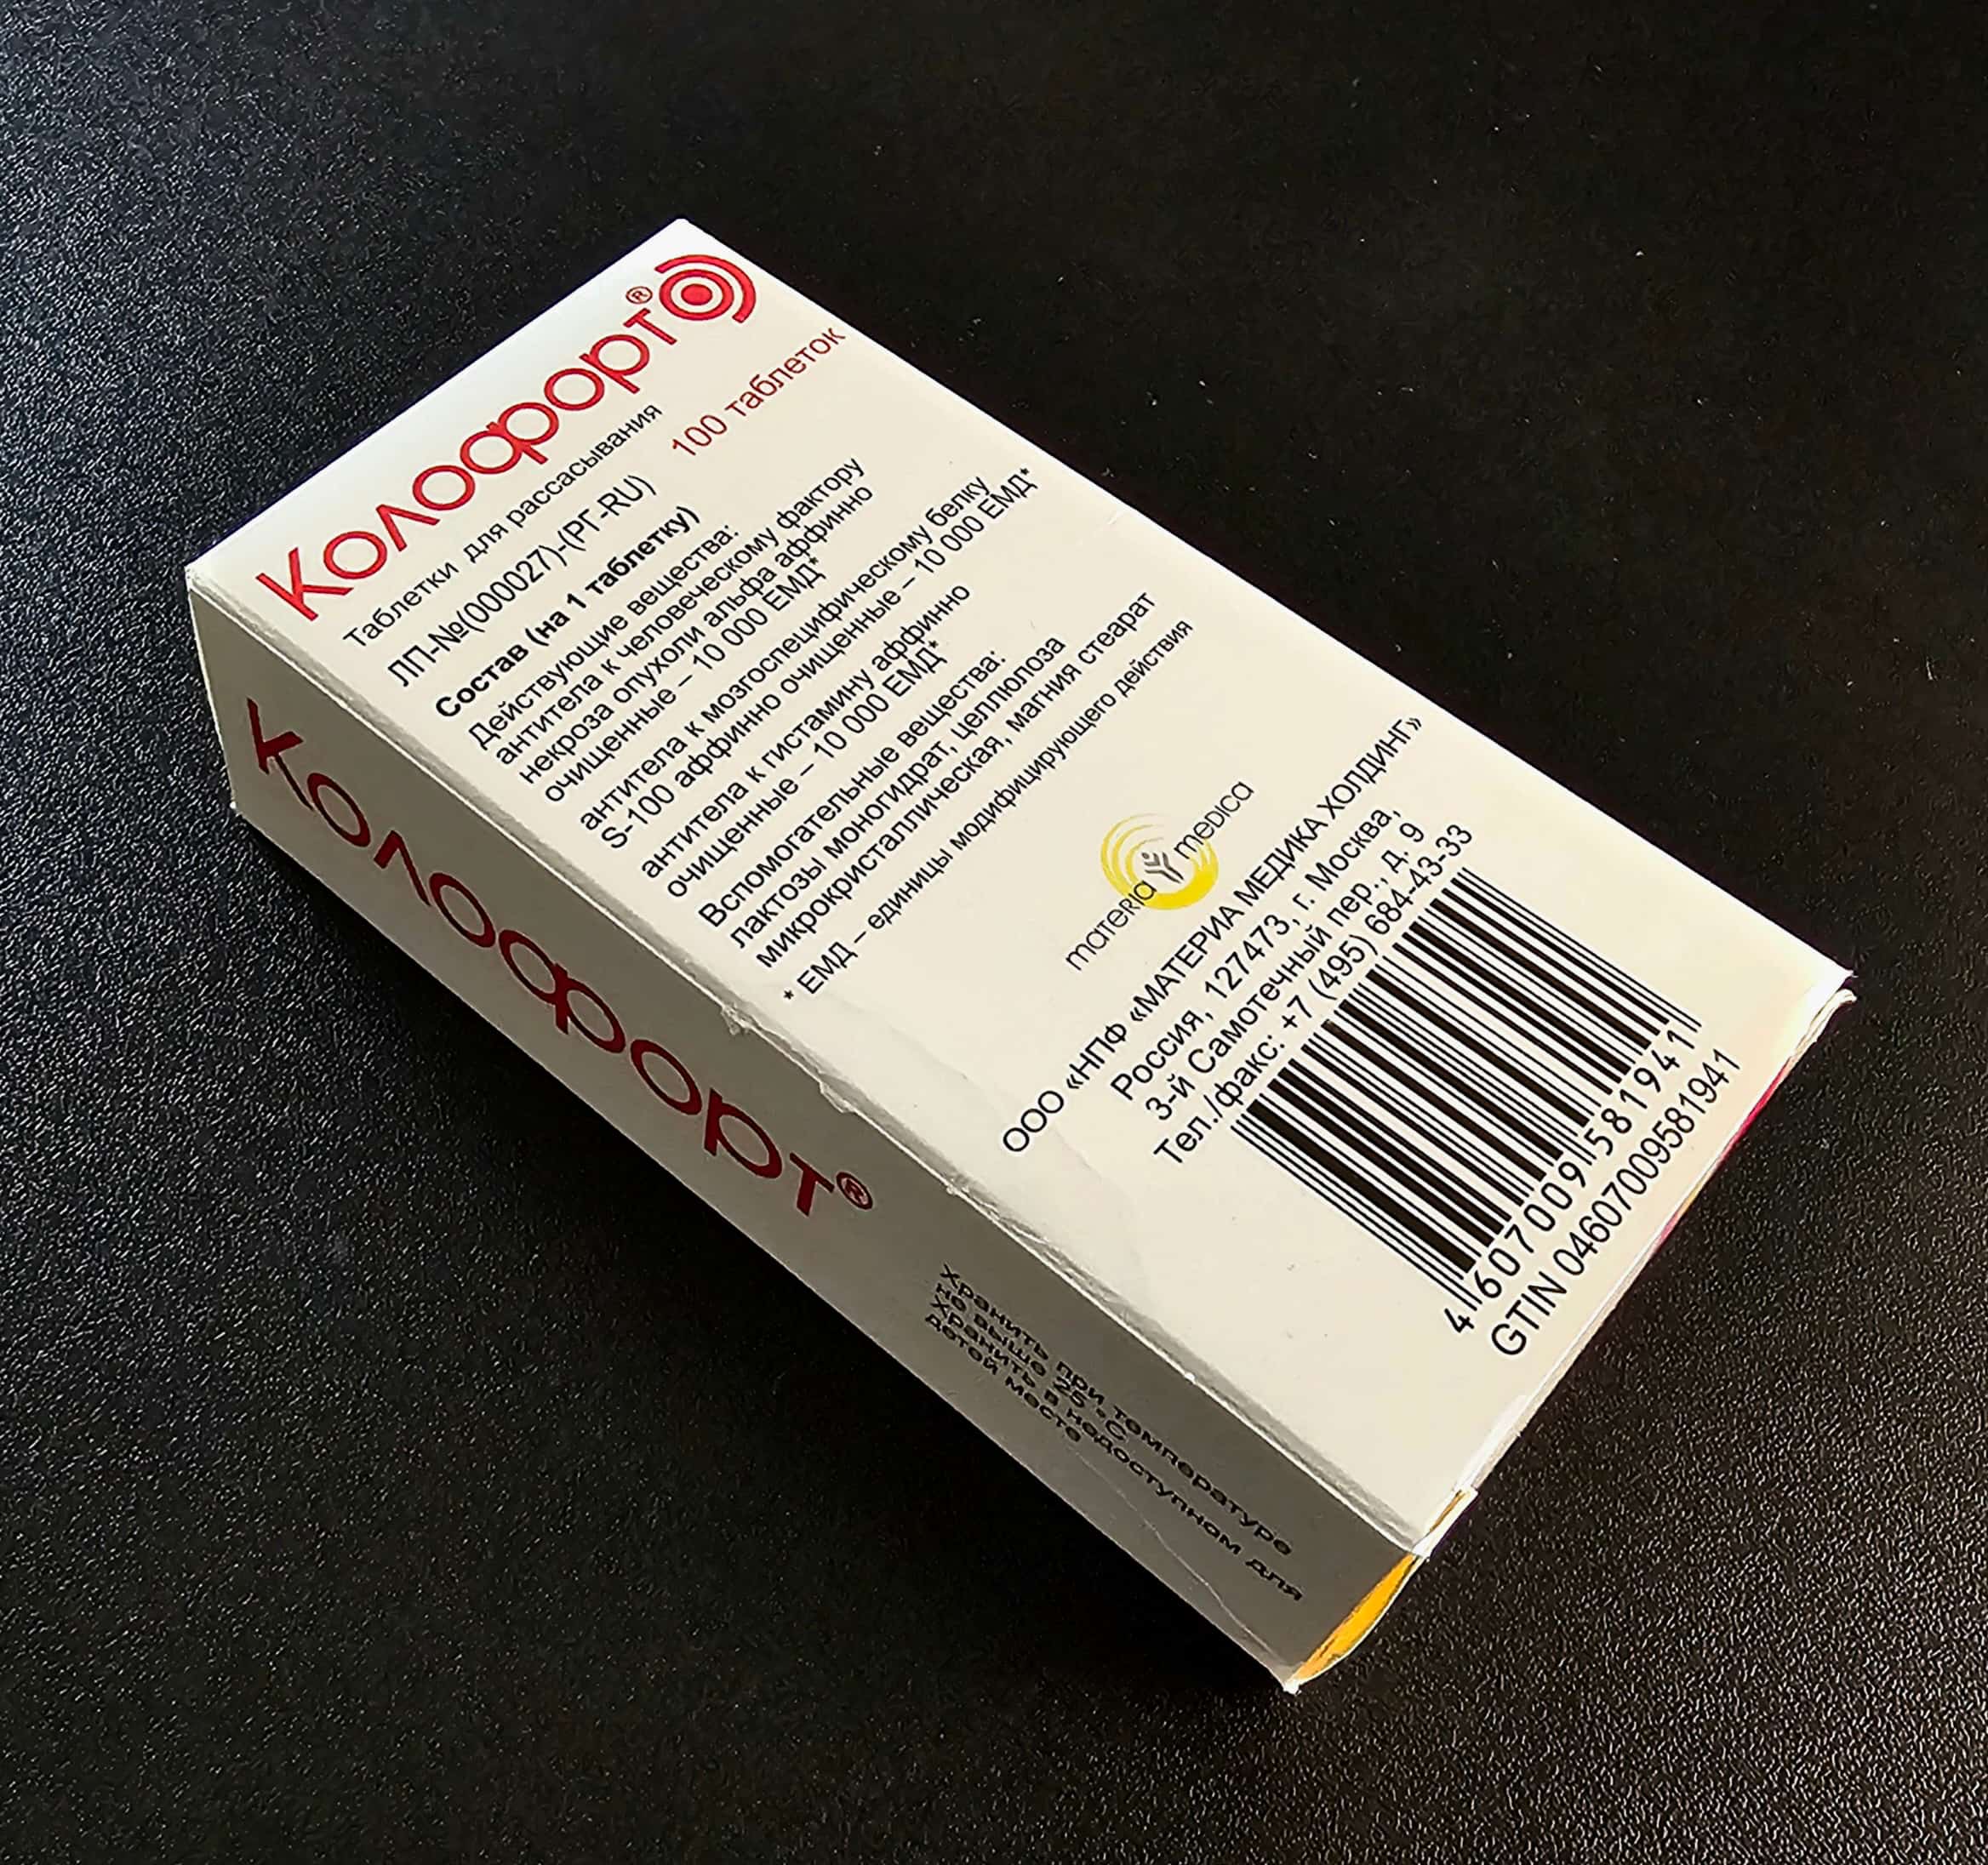 Колофорт®
Таблетки для рассасывания
100 таблеток
ЛП-№(000027)-(РГ-RU)
Состав (на 1 таблетку)
Действующие вещества:
антитела к человеческому фактору
некроза опухоли альфа аффинно
очищенные – 10 000 ЕМД*
антитела к мозгоспецифическому белку
S-100 аффинно очищенные – 10 000 ЕМД*
антитела к гистамину аффинно
очищенные – 10 000 ЕМД*
Вспомогательные вещества:
лактозы моногидрат, целлюлоза
микрокристаллическая, магния стеарат
* ЕМД – единицы модифицирующего действия
materia medica
ООО «НПФ «МАТЕРИА МЕДИКА ХОЛДИНГ»
Россия, 127473, г. Москва,
3-й Самотечный пер., д. 9
Тел./факс: +7 (495) 684-43-33
4 607009 581941
GTIN 04607009581941
Колофорт®
Хранить при температуре
не выше 25 °С
Хранить в недоступном для
детей месте